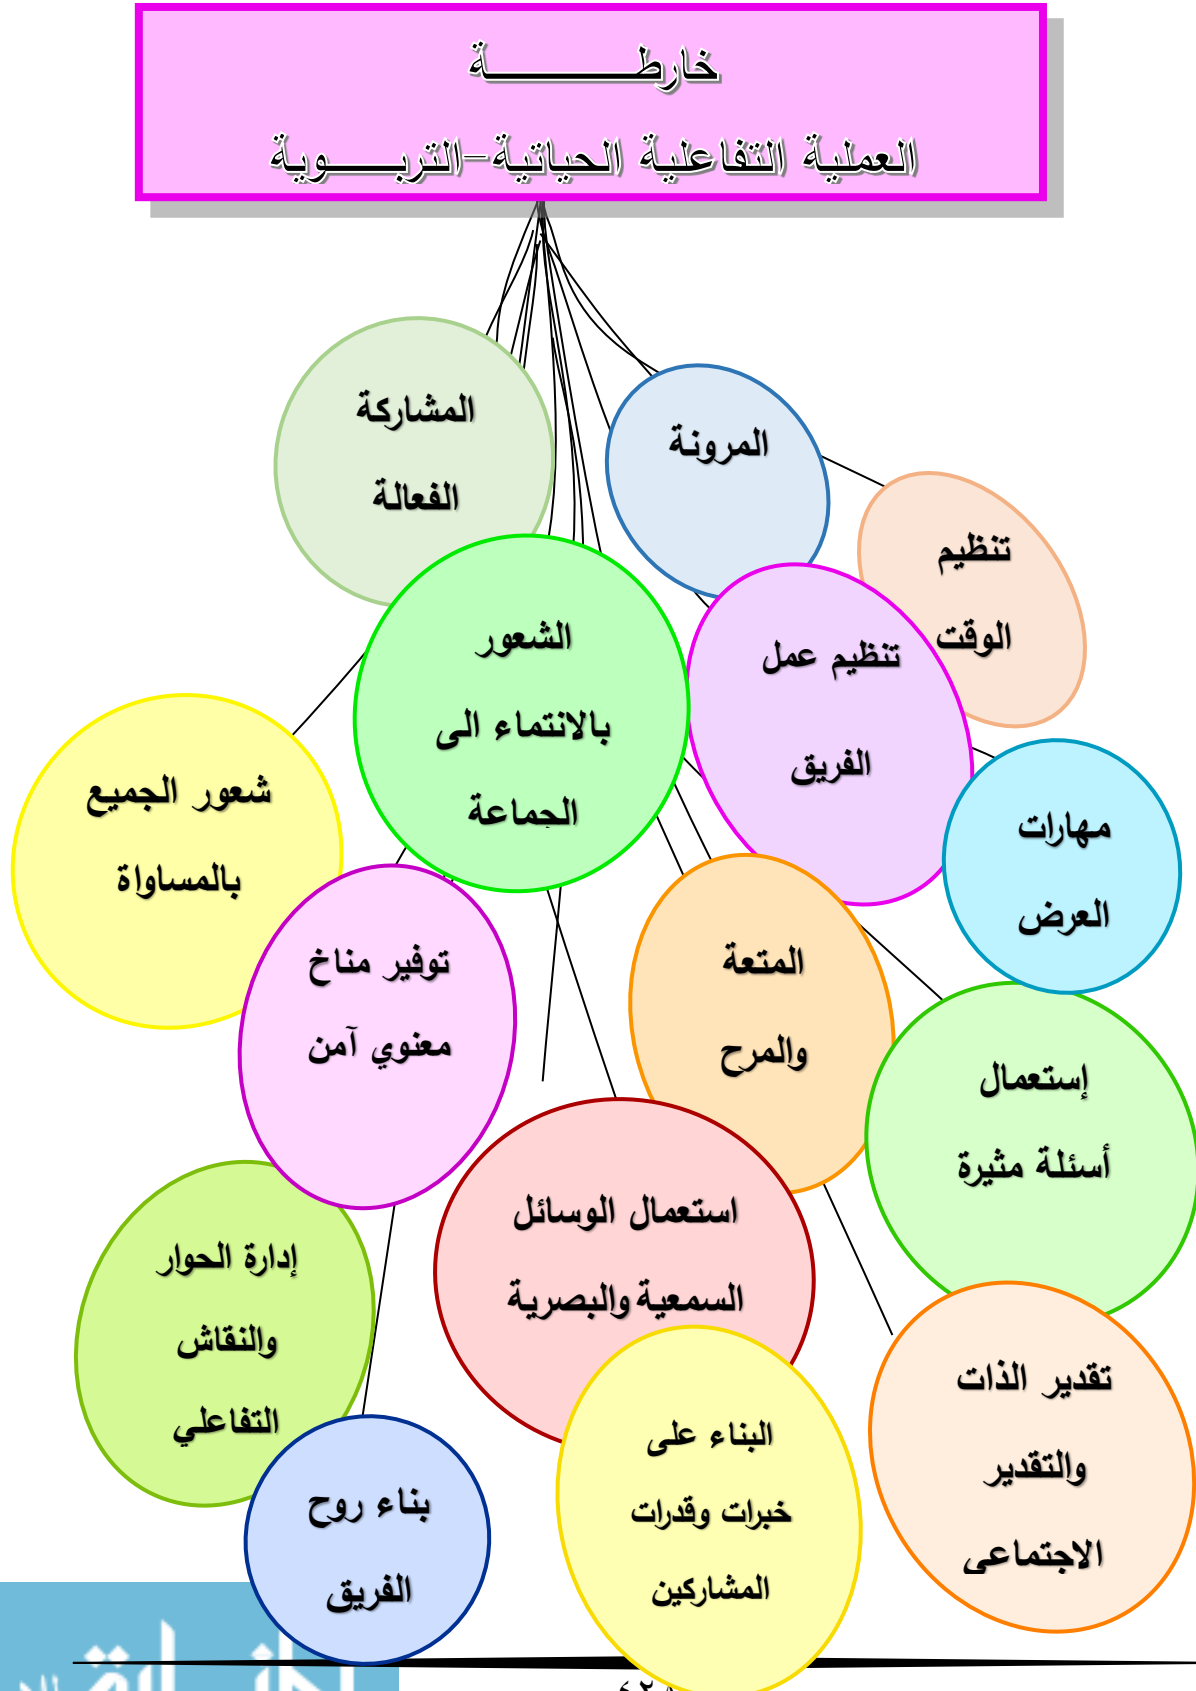 خارطــــــــــــة
العملية التفاعلية الحياتية-التربـــــوية
المشاركة
الفعالة
المرونة
تنظيم
الوقت
الشعور
بالانتماء الى
الجماعة
تنظيم عمل
الفريق
شعور الجميع
بالمساواة
مهارات
العرض
توفير مناخ
معنوي آمن
المتعة
والمرح
إستعمال
أسئلة مثيرة
استعمال الوسائل
السمعية والبصرية
إدارة الحوار
والنقاش
التفاعلي
تقدير الذات
والتقدير
الاجتماعي
البناء على
خبرات وقدرات
المشاركين
بناء روح
الفريق